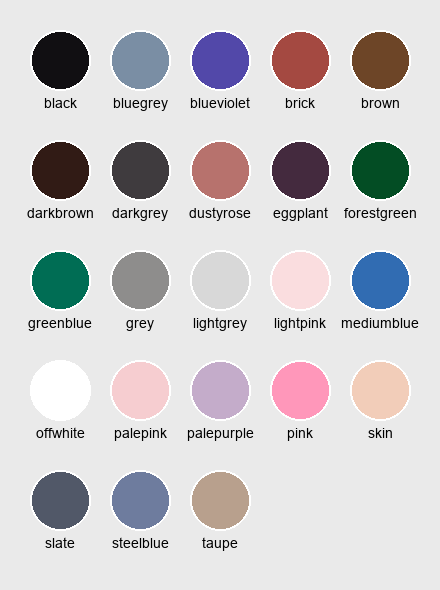 black bluegrey blueviolet brick brown
darkbrown darkgrey dustyrose eggplant forestgreen
greenblue grey lightgrey lightpink mediumblue
offwhite palepink palepurple pink skin
slate steelblue taupe